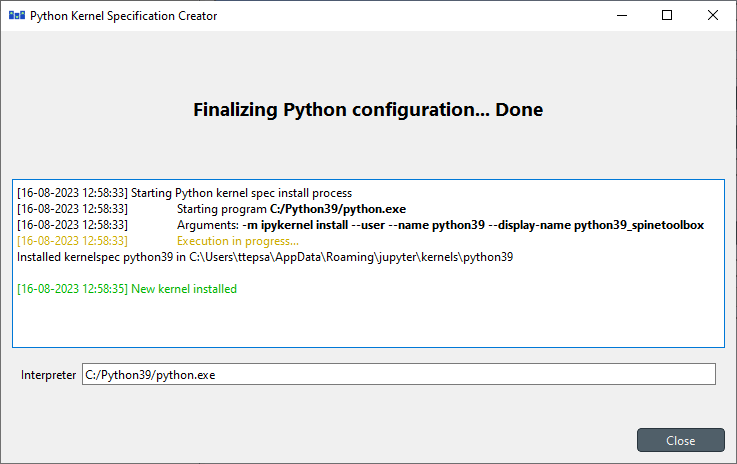 Python Kernel Specification Creator
Finalizing Python configuration... Done
[16-08-2023 12:58:33] Starting Python kernel spec install process
[16-08-2023 12:58:33] Starting program C:/Python39/python.exe
[16-08-2023 12:58:33] Arguments: -m ipykernel install --user --name python39 --display-name python39_spinetoolbox
[16-08-2023 12:58:33] Execution in progress...
Installed kernelspec python39 in C:\Users\ttepsa\AppData\Roaming\jupyter\kernels\python39
[16-08-2023 12:58:35] New kernel installed
Interpreter C:/Python39/python.exe
Close